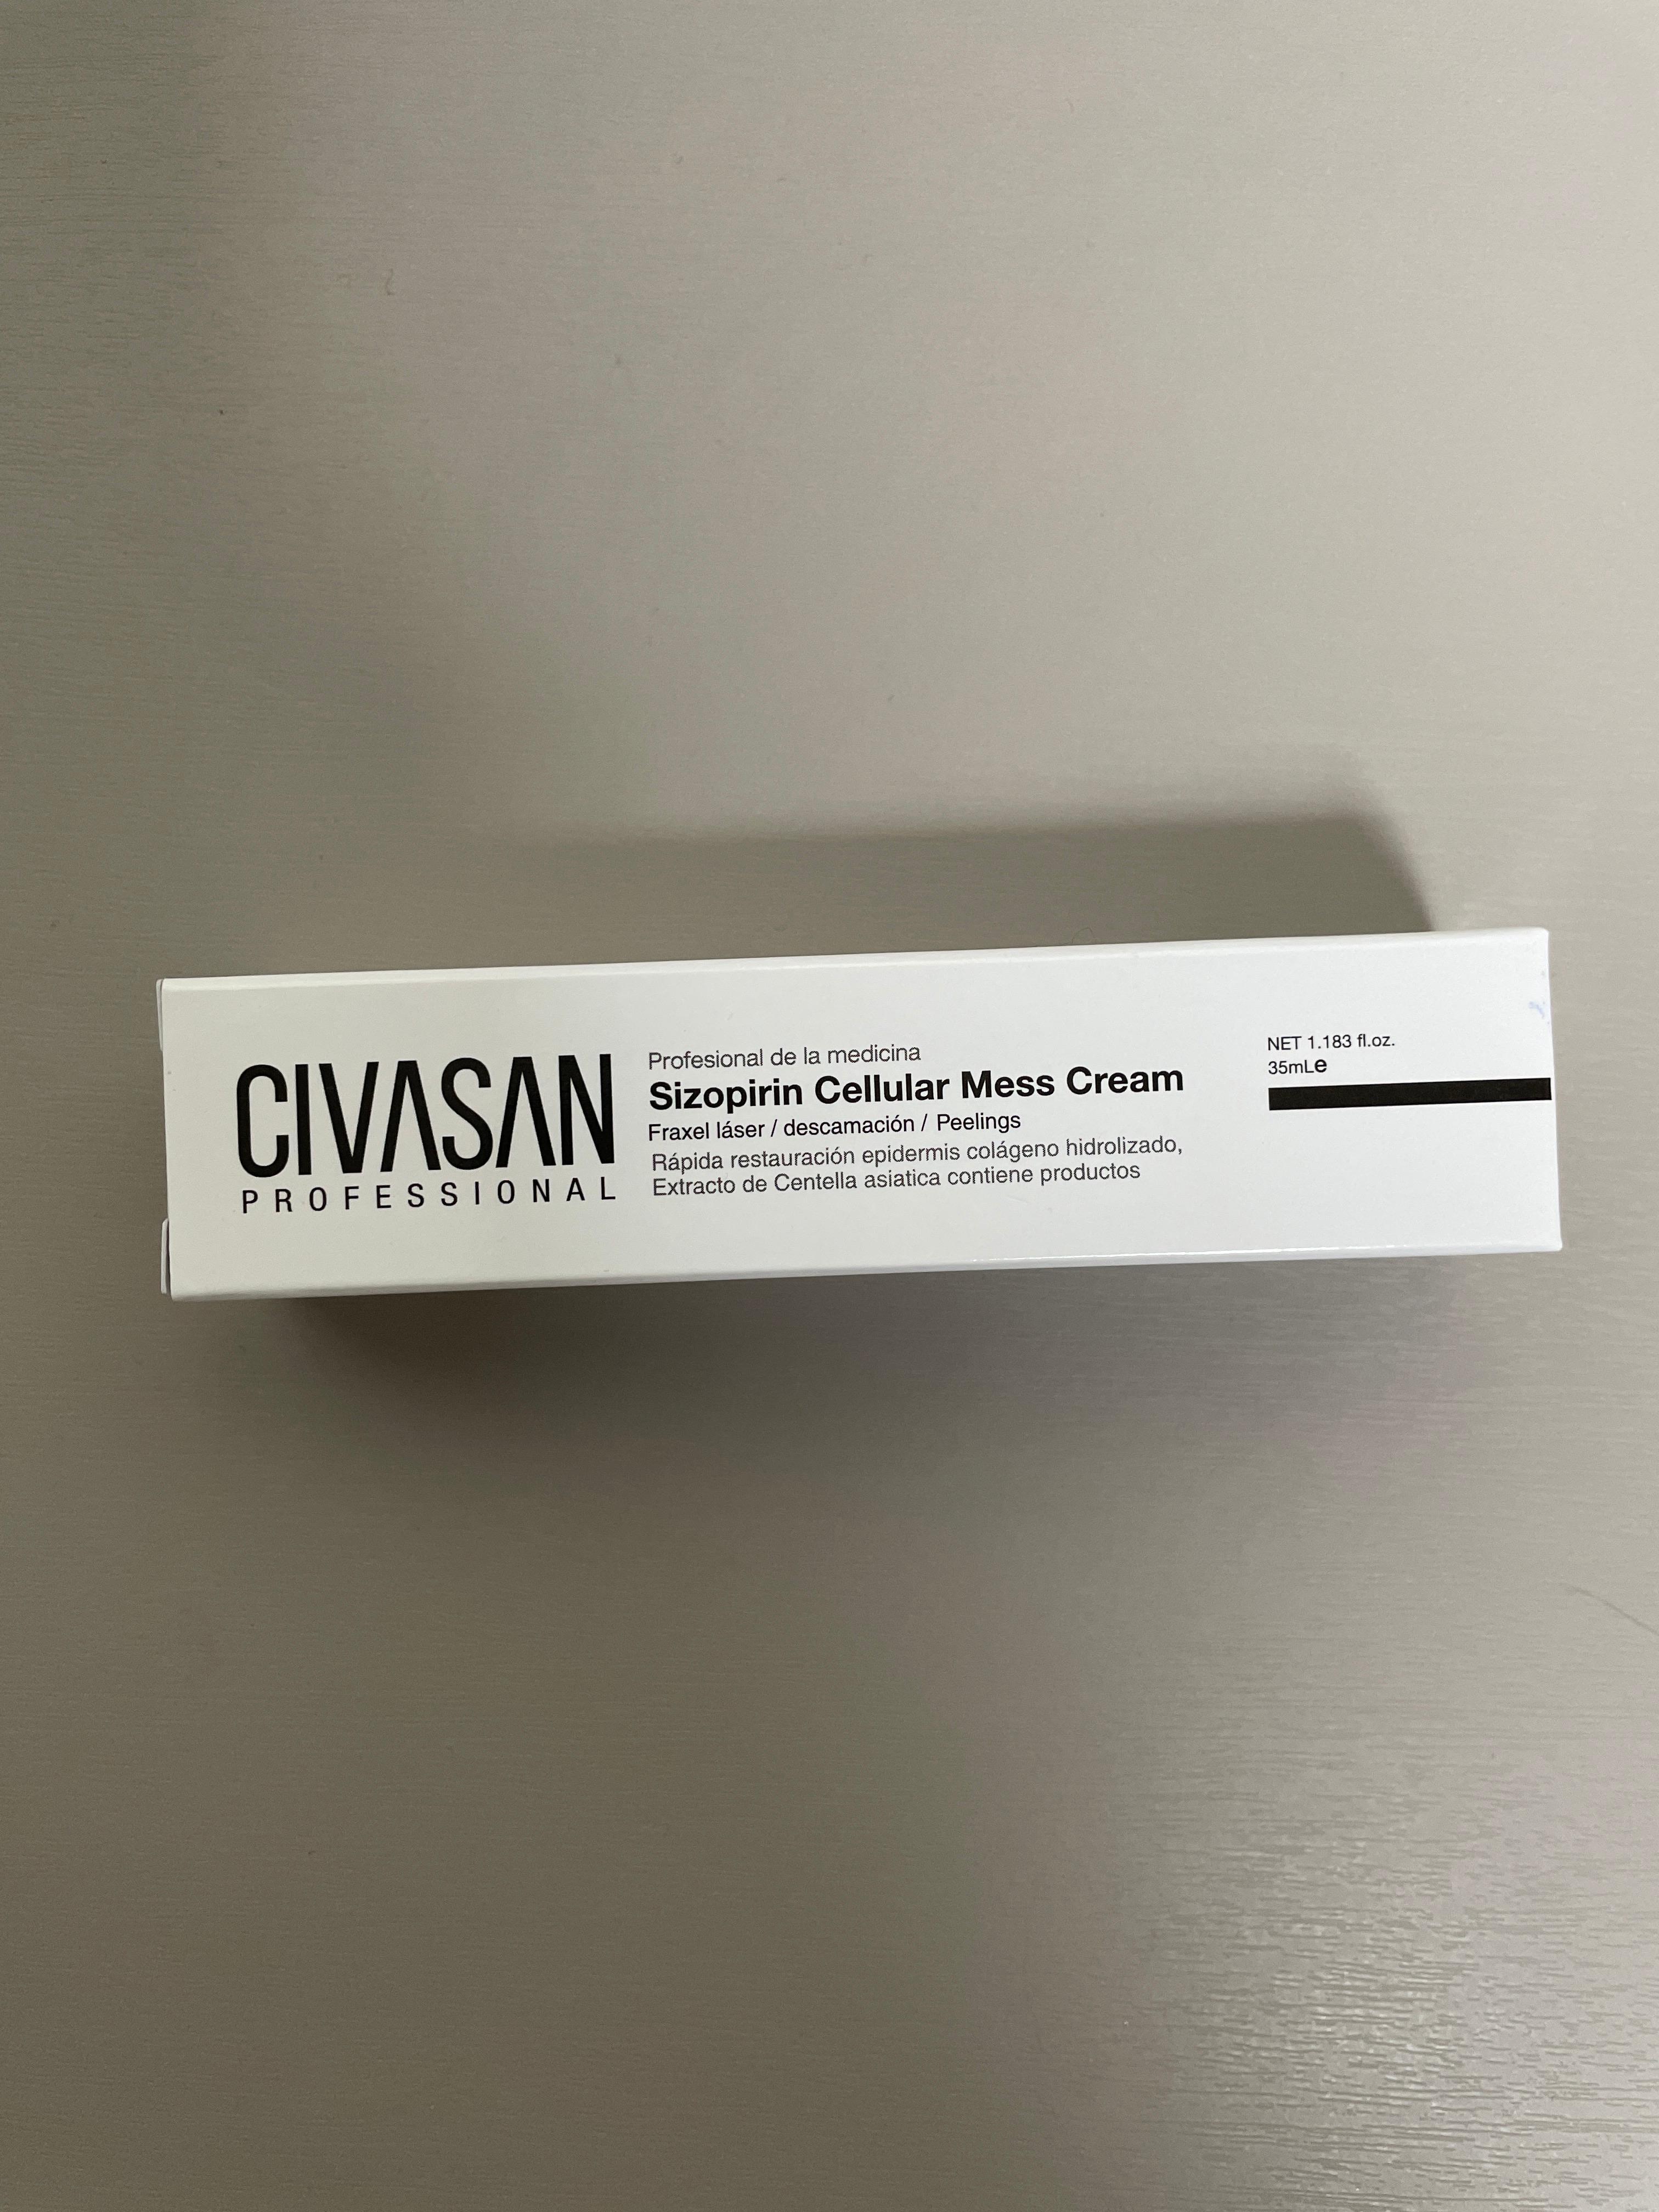 CIVASAN
PROFESSIONAL
Profesional de la medicina
Sizopirin Cellular Mess Cream
Fraxel láser / descamación / Peelings
Rápida restauración epidermis colágeno hidrolizado,
Extracto de Centella asiatica contiene productos
NET 1.183 fl.oz.
35mLe